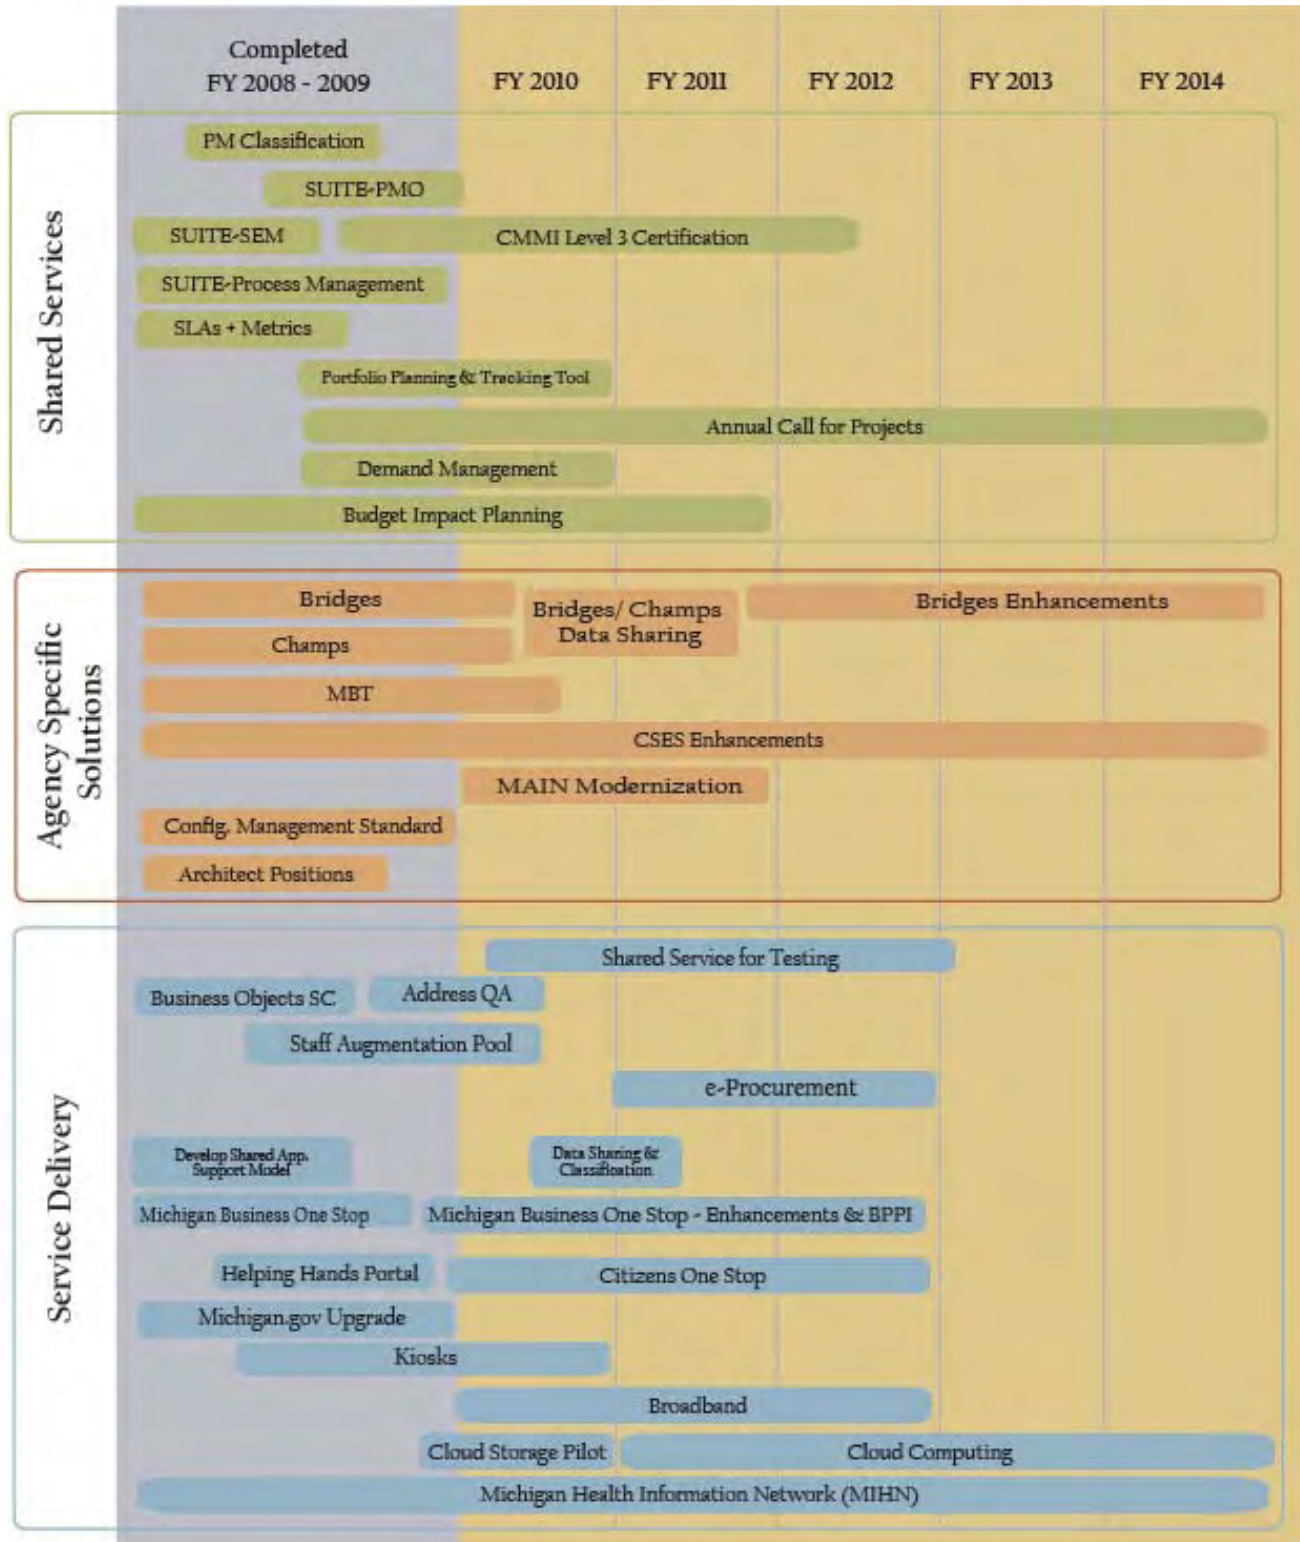 Completed
FY 2008 - 2009
FY 2010
FY 2011
FY 2012
FY 2013
FY 2014
Shared Services
PM Classification
SUITE-PMO
SUITE-SEM
CMMI Level 3 Certification
SUITE-Process Management
SLAs + Metrics
Portfolio Planning & Tracking Tool
Annual Call for Projects
Demand Management
Budget Impact Planning
Agency Specific
Solutions
Bridges
Bridges/ Champs
Data Sharing
Bridges Enhancements
Champs
MBT
CSES Enhancements
MAIN Modernization
Config. Management Standard
Architect Positions
Service Delivery
Shared Service for Testing
Business Objects SC
Address QA
Staff Augmentation Pool
e-Procurement
Develop Shared App.
Support Model
Data Sharing &
Classification
Michigan Business One Stop
Michigan Business One Stop - Enhancements & BPPI
Helping Hands Portal
Citizens One Stop
Michigan.gov Upgrade
Kiosks
Broadband
Cloud Storage Pilot
Cloud Computing
Michigan Health Information Network (MIHN)